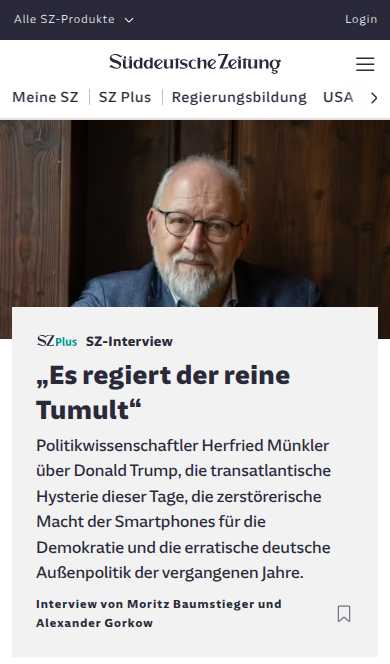 Alle SZ-Produkte
Login
Süddeutsche Zeitung
Meine SZ
SZ Plus
Regierungsbildung
USA
SZ Plus SZ-Interview
„Es regiert der reine
Tumult“
Politikwissenschaftler Herfried Münkler
über Donald Trump, die transatlantische
Hysterie dieser Tage, die zerstörerische
Macht der Smartphones für die
Demokratie und die erratische deutsche
Außenpolitik der vergangenen Jahre.
Interview von Moritz Baumstieger und
Alexander Gorkow